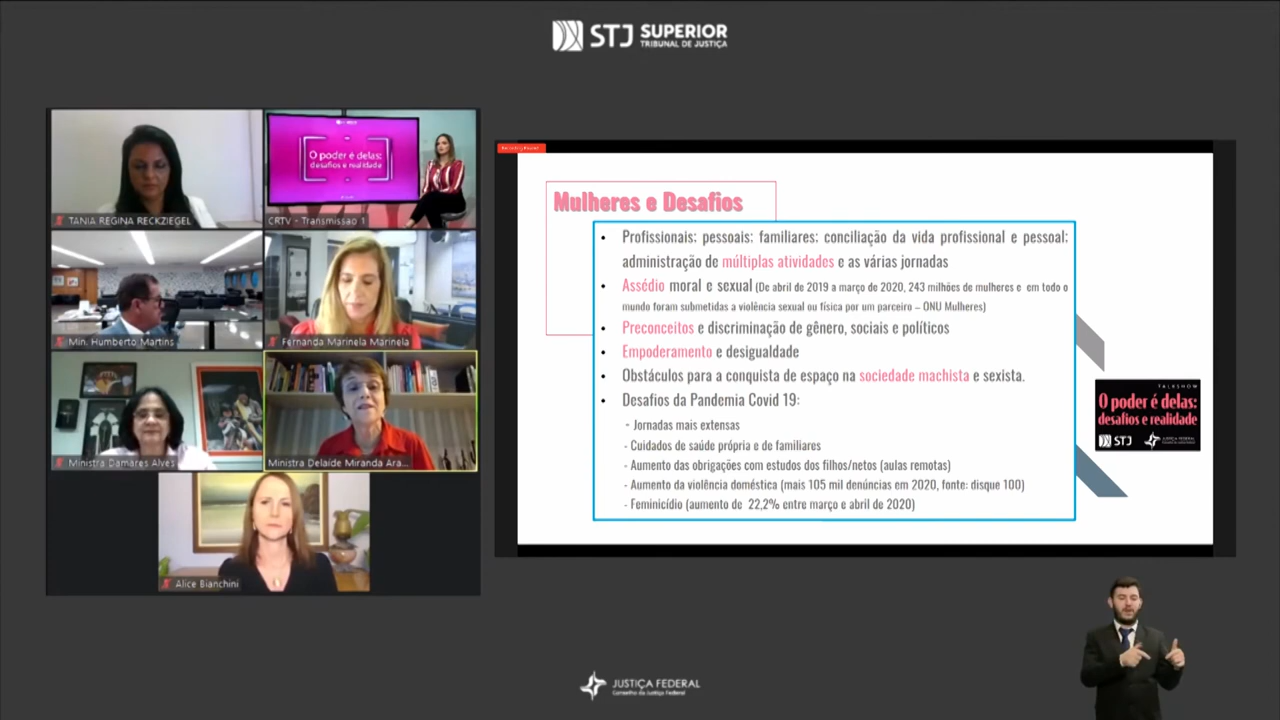 STJ SUPERIOR
TRIBUNAL DE JUSTIÇA
TANIA REGINA RECKZIEGEL
O poder é delas:
desafios e realidade
CRTV - Transmissão 1
Min. Humberto Martins
Fernanda Marinela Marinela
Ministra Damares Alves
Ministra Delaíde Miranda Ara...
Alice Bianchini
Mulheres e Desafios
• Profissionais; pessoais; familiares; conciliação da vida profissional e pessoal;
administração de múltiplas atividades e as várias jornadas
• Assédio moral e sexual (De abril de 2019 a março de 2020, 243 milhões de mulheres e em todo o
mundo foram submetidas a violência sexual ou física por um parceiro – ONU Mulheres)
• Preconceitos e discriminação de gênero, sociais e políticos
• Empoderamento e desigualdade
• Obstáculos para a conquista de espaço na sociedade machista e sexista.
• Desafios da Pandemia Covid 19:
- Jornadas mais extensas
- Cuidados de saúde própria e de familiares
- Aumento das obrigações com estudos dos filhos/netos (aulas remotas)
- Aumento da violência doméstica (mais 105 mil denúncias em 2020, fonte: disque 100)
- Feminicídio (aumento de 22,2% entre março e abril de 2020)
TALKSHOW
O poder é delas:
desafios e realidade
STJ JUSTIÇA FEDERAL
JUSTIÇA FEDERAL
Conselho da Justiça Federal